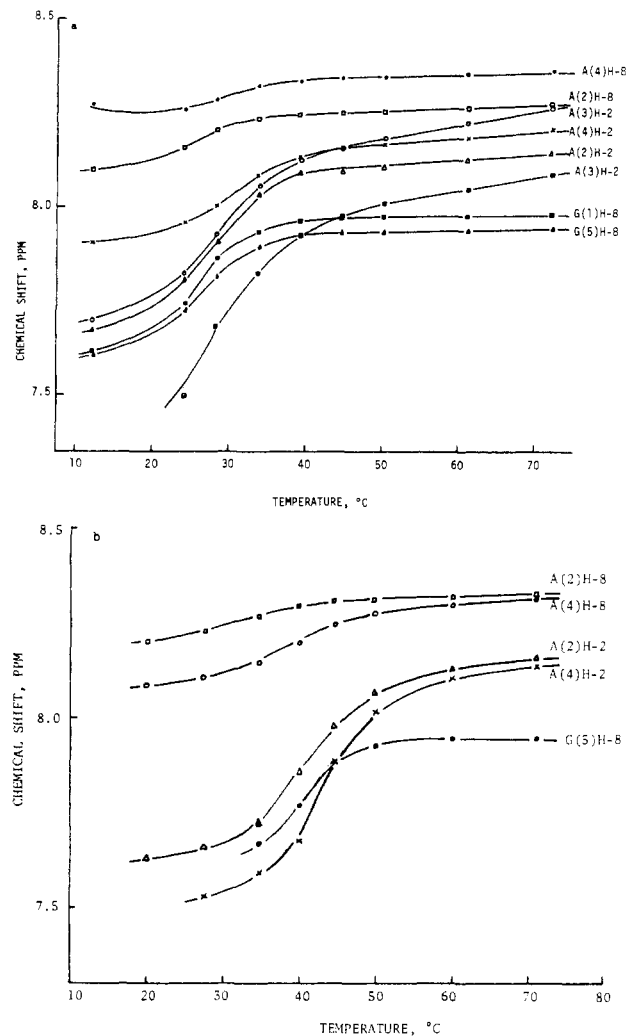 8.5
a
A(4)H-8
A(2)H-8
A(3)H-2
A(4)H-2
A(2)H-2
A(3)H-2
G(1)H-8
G(5)H-8
8.0
7.5
CHEMICAL SHIFT, PPM
10 20 30 40 50 60 70
TEMPERATURE, °C
8.5
b
A(2)H-8
A(4)H-8
A(2)H-2
A(4)H-2
G(5)H-8
8.0
7.5
CHEMICAL SHIFT, PPM
10 20 30 40 50 60 70 80
TEMPERATURE, °C